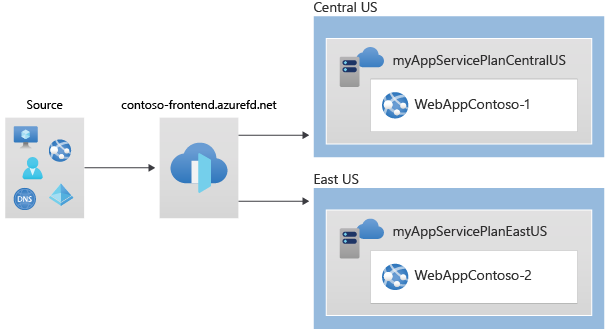 Central US
myAppServicePlanCentralUS
WebAppContoso-1
Source
contoso-frontend.azurefd.net
DNS
East US
myAppServicePlanEastUS
WebAppContoso-2